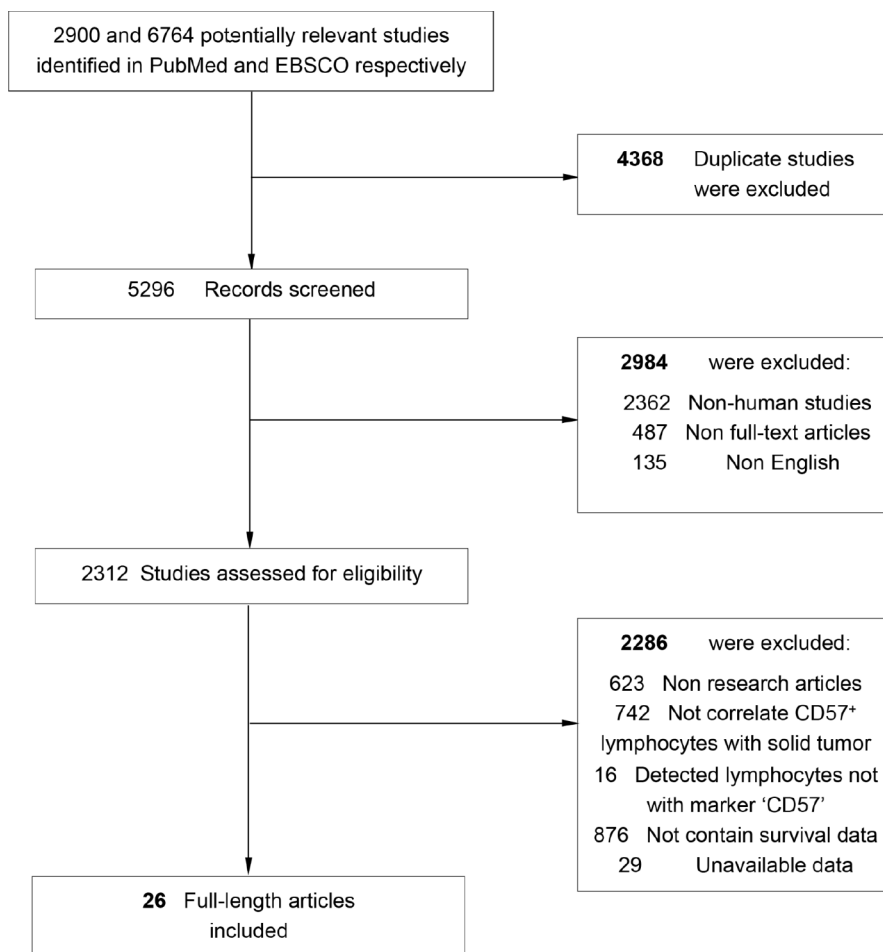 2900 and 6764 potentially relevant studies
identified in PubMed and EBSCO respectively
4368 Duplicate studies
were excluded
5296 Records screened
2984 were excluded:
2362 Non-human studies
487 Non full-text articles
135 Non English
2312 Studies assessed for eligibility
2286 were excluded:
623 Non research articles
742 Not correlate CD57⁺
lymphocytes with solid tumor
16 Detected lymphocytes not
with marker ‘CD57’
876 Not contain survival data
29 Unavailable data
26 Full-length articles
included